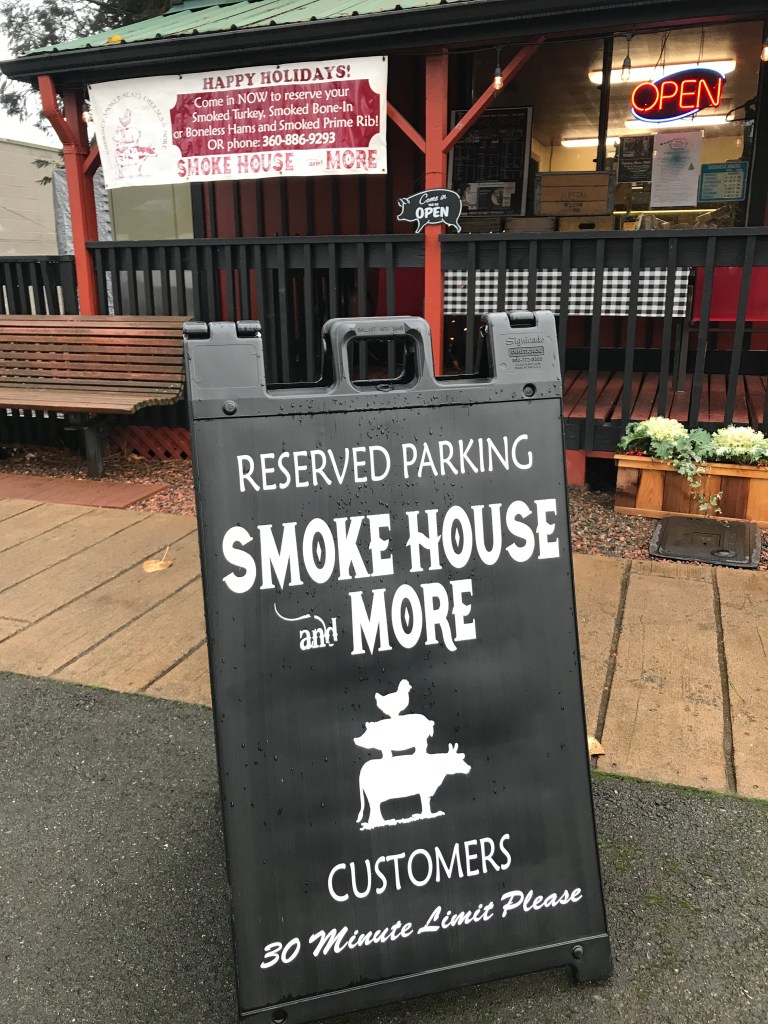 HAPPY HOLIDAYS!
Come in NOW to reserve your
Smoked Turkey, Smoked Bone-In
or Boneless Hams and Smoked Prime Rib!
OR phone: 360-886-9293
SMOKE HOUSE and MORE
OPEN
Come in
OPEN
Signicade
RESERVED PARKING
SMOKE HOUSE
and MORE
CUSTOMERS
30 Minute Limit Please